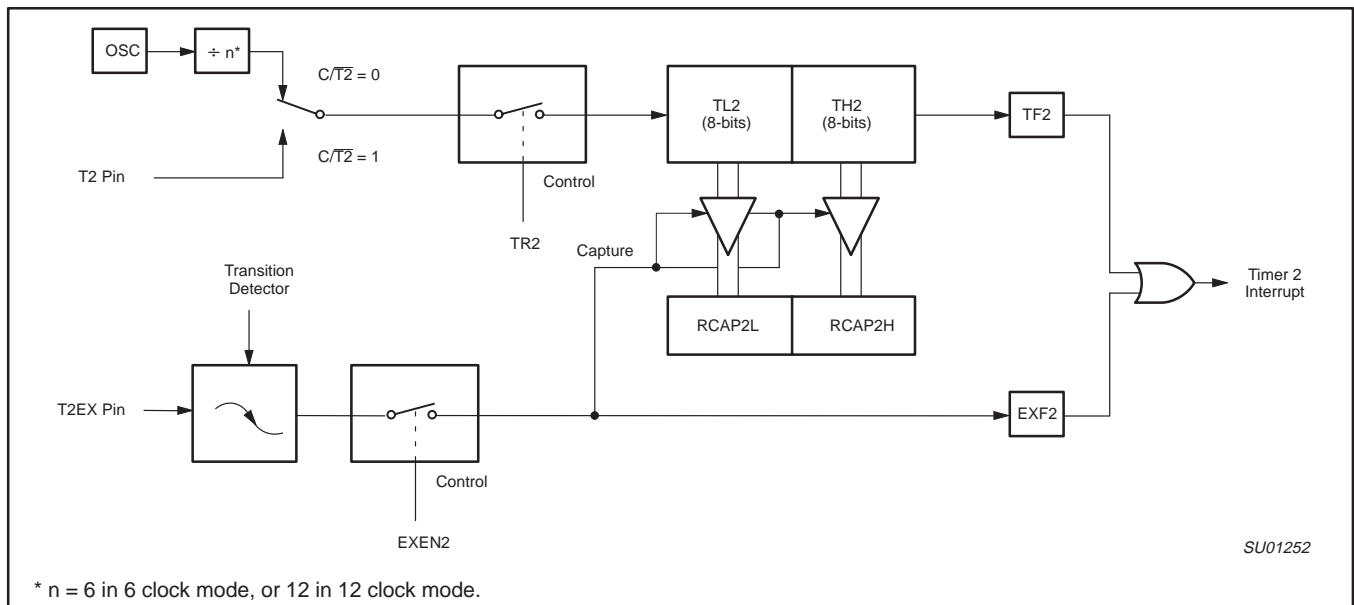 OSC
÷ n*
C/T̅2̅ = 0
C/T̅2̅ = 1
T2 Pin
Control
TR2
TL2
(8-bits)
TH2
(8-bits)
TF2
Capture
Transition
Detector
RCAP2L
RCAP2H
Timer 2
Interrupt
T2EX Pin
Control
EXEN2
EXF2
SU01252
* n = 6 in 6 clock mode, or 12 in 12 clock mode.